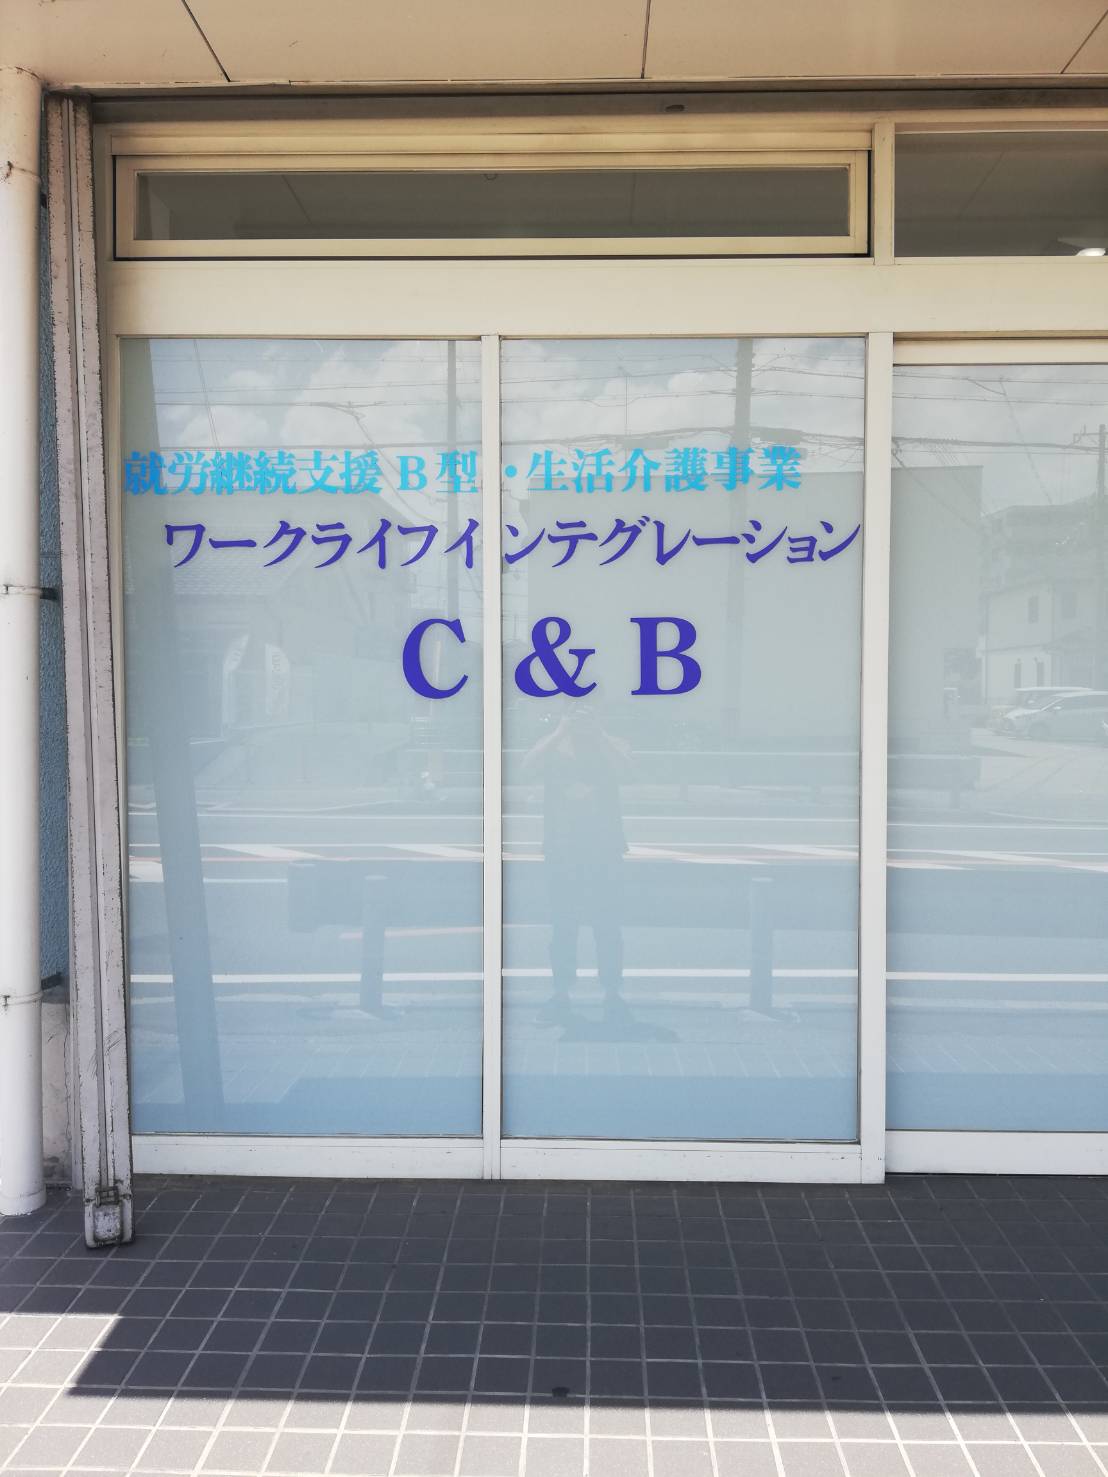 就労継続支援B型・生活介護事業
ワークライフインテグレーション
C & B